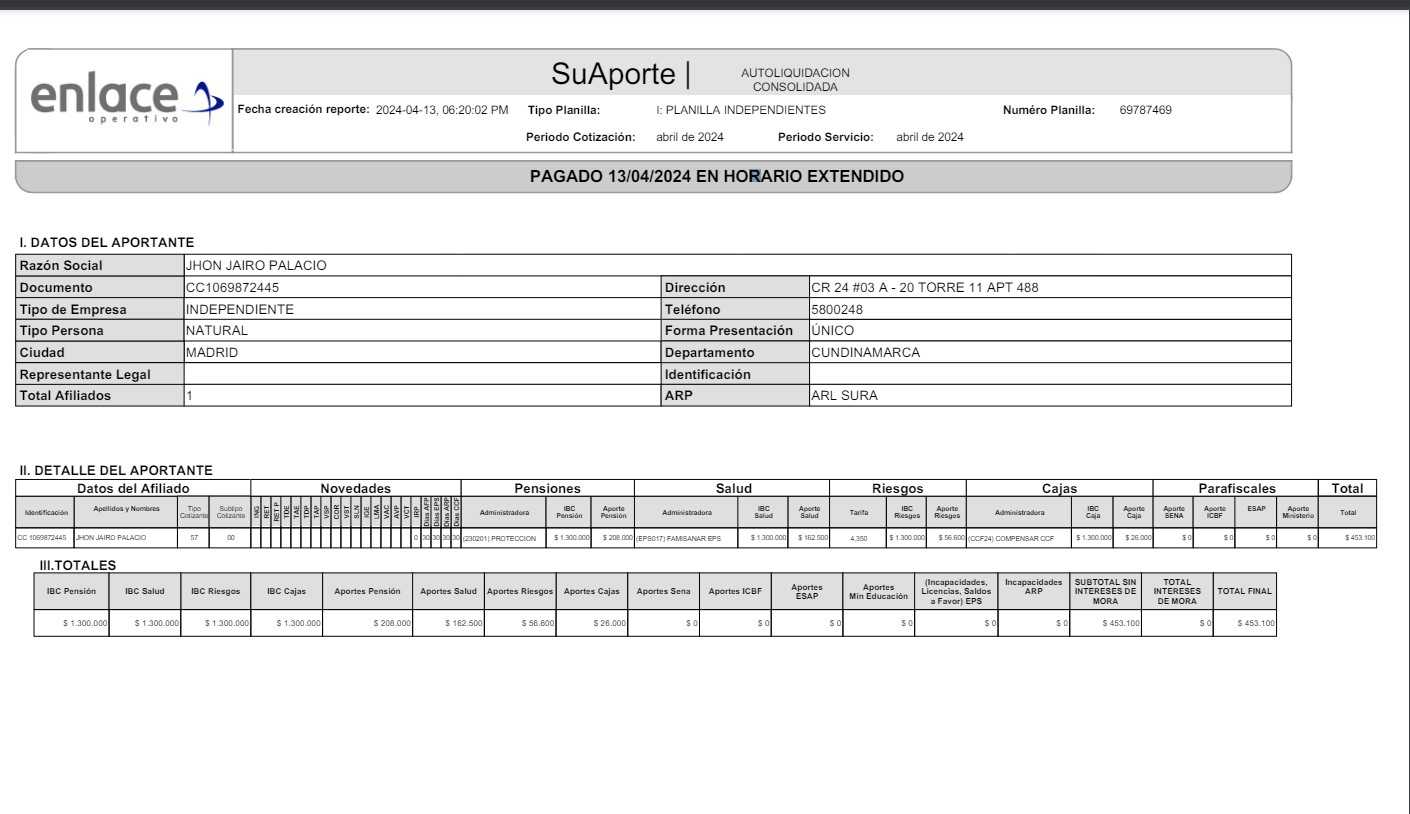 enlace
operativo
SuAporte | AUTOLIQUIDACION
CONSOLIDADA
Fecha creación reporte: 2024-04-13, 06:20:02 PM Tipo Planilla: I: PLANILLA INDEPENDIENTES Numéro Planilla: 69787469
Periodo Cotización: abril de 2024 Periodo Servicio: abril de 2024
PAGADO 13/04/2024 EN HORARIO EXTENDIDO
I. DATOS DEL APORTANTE
Razón Social JHON JAIRO PALACIO
Documento CC1069872445 Dirección CR 24 #03 A - 20 TORRE 11 APT 488
Tipo de Empresa INDEPENDIENTE Teléfono 5800248
Tipo Persona NATURAL Forma Presentación ÚNICO
Ciudad MADRID Departamento CUNDINAMARCA
Representante Legal Identificación
Total Afiliados 1 ARP ARL SURA
II. DETALLE DEL APORTANTE
Datos del Afiliado Novedades Pensiones Salud Riesgos Cajas Parafiscales Total
Identificación Apellidos y Nombres Tipo Cotizante Subtipo Cotizante ING RET RET P TDE TAE TDP TAP VSP COR VST SLN IGE LMA VAC AVP VCT IRP Dias AFP Dias EPS Dias ARP Dias CCF Administradora IBC Pensión Aporte Pensión Administradora IBC Salud Aporte Salud Tarifa IBC Riesgos Aporte Riesgos Administradora IBC Caja Aporte Caja Aporte SENA Aporte ICBF ESAP Aporte Ministerio Total
CC 1069872445 JHON JAIRO PALACIO 57 00 0 30 30 30 30 (230201) PROTECCION $ 1.300.000 $ 208.000 (EPS017) FAMISANAR EPS $ 1.300.000 $ 162.500 4,350 $ 1.300.000 $ 56.600 (CCF24) COMPENSAR CCF $ 1.300.000 $ 26.000 $ 0 $ 0 $ 0 $ 0 $ 453.100
III.TOTALES
IBC Pensión IBC Salud IBC Riesgos IBC Cajas Aportes Pensión Aportes Salud Aportes Riesgo Aportes Cajas Aportes Sena Aportes ICBF Aportes ESAP Aportes Min Educación (Incapacidades, Licencias, Saldos a Favor) EPS Incapacidades ARP SUBTOTAL SIN INTERESES DE MORA TOTAL INTERESES DE MORA TOTAL FINAL
$ 1.300.000 $ 1.300.000 $ 1.300.000 $ 1.300.000 $ 208.000 $ 162.500 $ 56.600 $ 26.000 $ 0 $ 0 $ 0 $ 0 $ 0 $ 0 $ 453.100 $ 0 $ 453.100